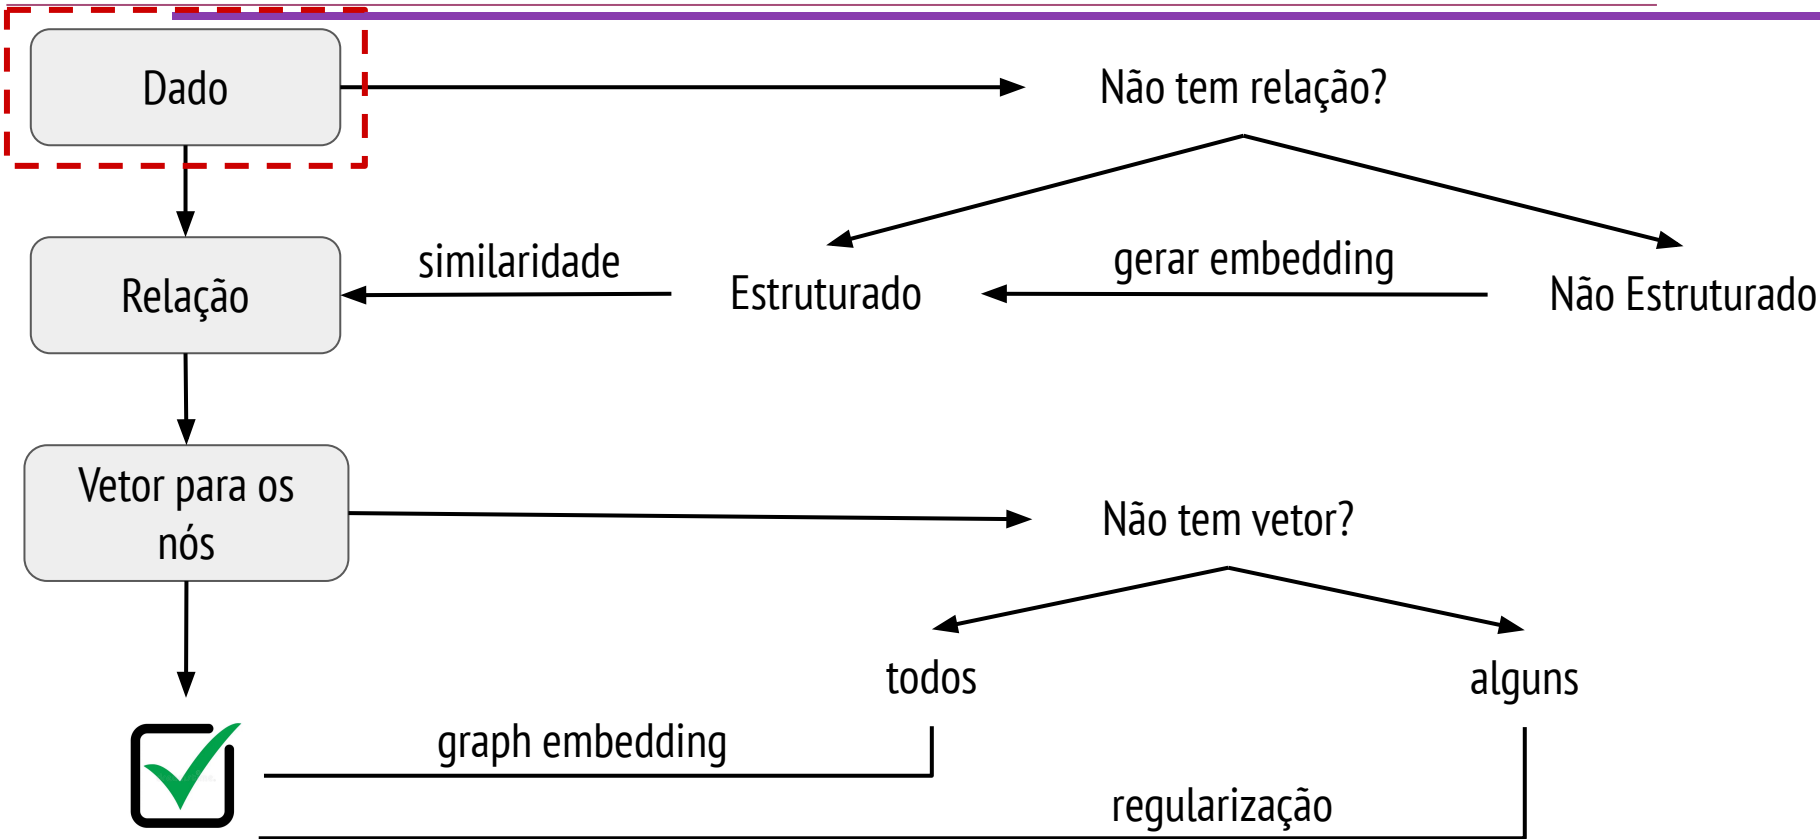 Dado
Não tem relação?
similaridade
gerar embedding
Relação
Estruturado
Não Estruturado
Vetor para os
nós
Não tem vetor?
todos
alguns
graph embedding
regularização